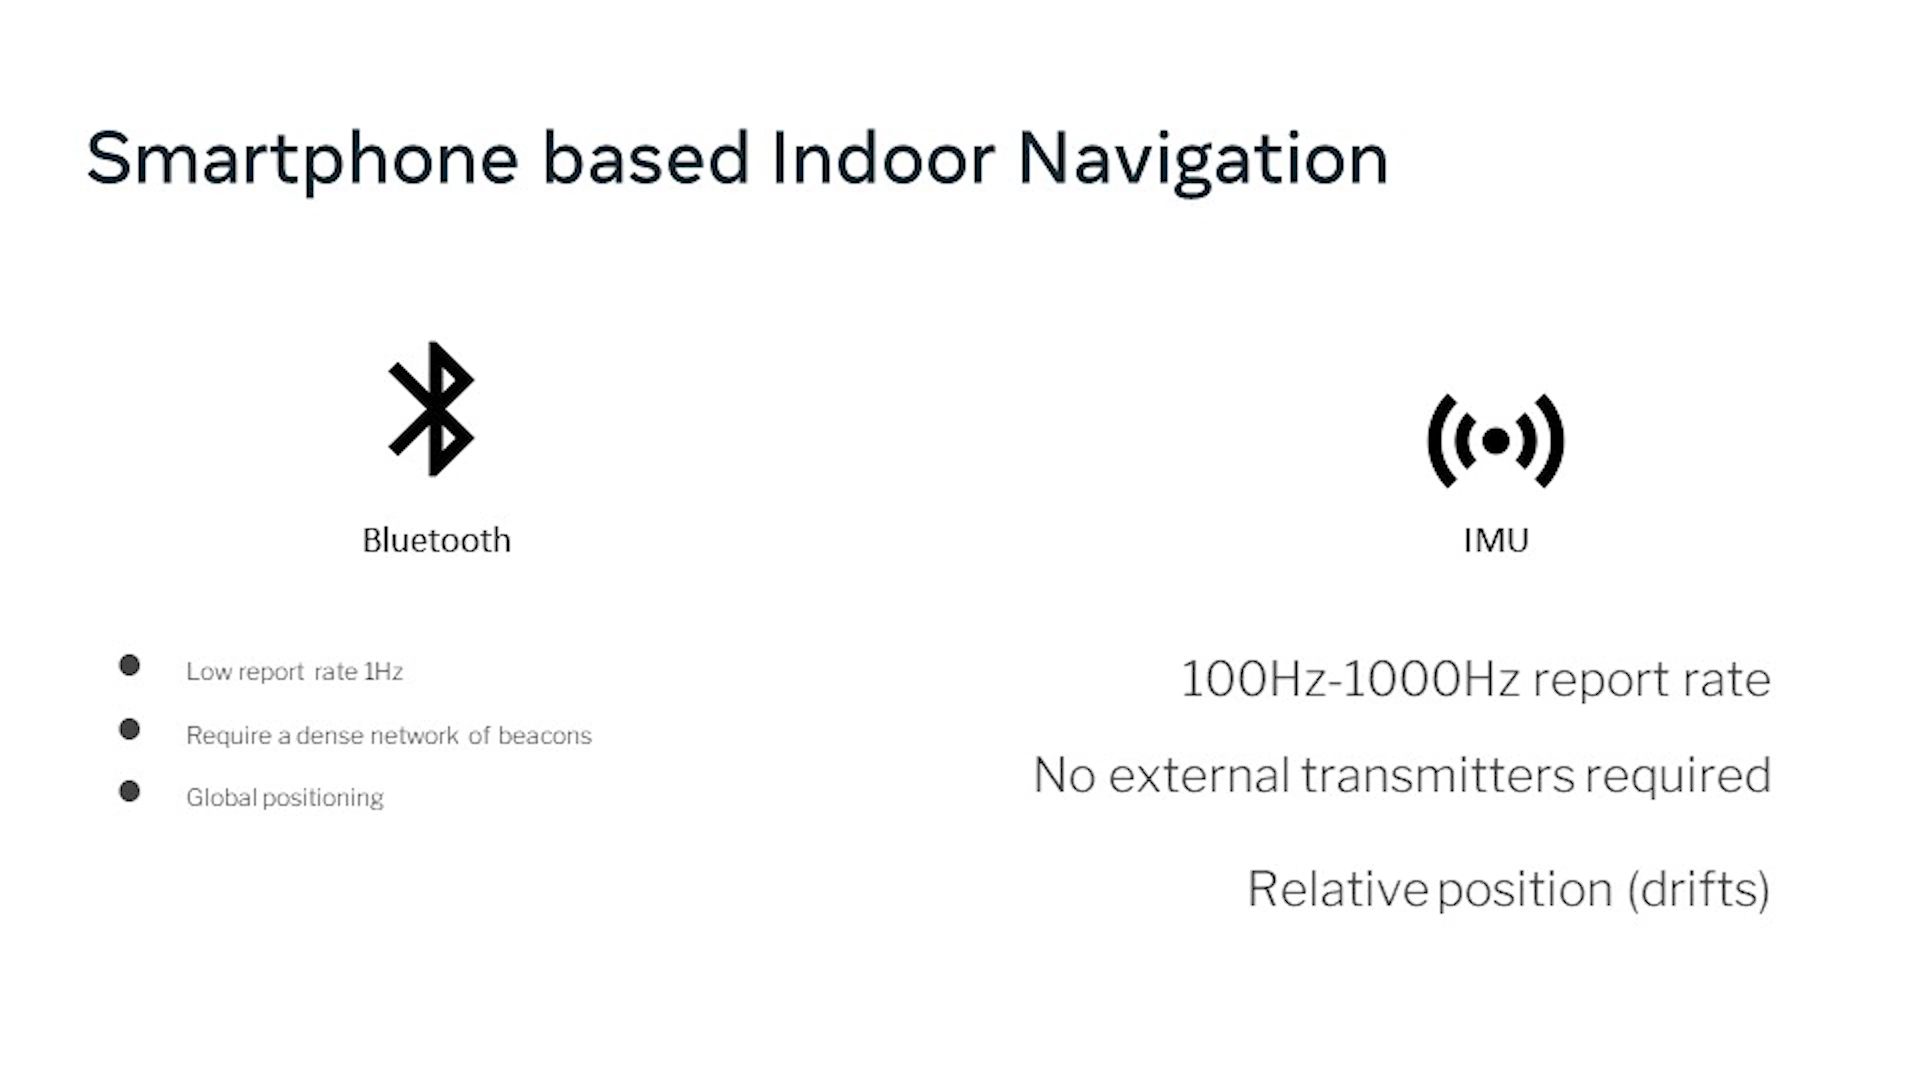 Smartphone based Indoor Navigation
Bluetooth
Low report rate 1Hz
Require a dense network of beacons
Global positioning
IMU
100Hz-1000Hz report rate
No external transmitters required
Relative position (drifts)